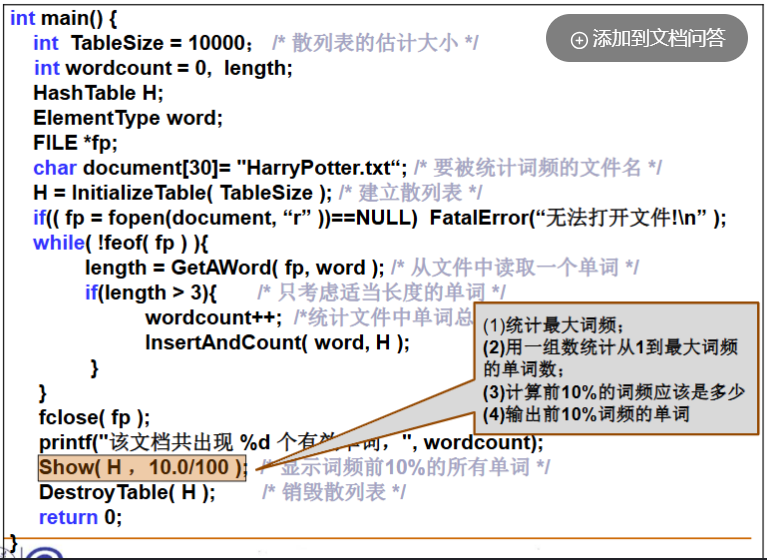 int main() {
int TableSize = 10000； /* 散列表的估计大小 */
int wordcount = 0, length;
HashTable H;
ElementType word;
FILE *fp;
char document[30]= "HarryPotter.txt“; /* 要被统计词频的文件名 */
H = InitializeTable( TableSize ); /* 建立散列表 */
if(( fp = fopen(document, “r” ))==NULL) FatalError(“无法打开文件!\n” );
while( !feof( fp ) ){
length = GetAWord( fp, word ); /* 从文件中读取一个单词 */
if(length > 3){ /* 只考虑适当长度的单词 */
wordcount++; /*统计文件中单词总
InsertAndCount( word, H );
}
}
fclose( fp );
printf("该文档共出现 %d 个有效单词，", wordcount);
Show( H ，10.0/100 ); /* 显示词频前10%的所有单词 */
DestroyTable( H ); /* 销毁散列表 */
return 0;
}
添加到文档问答
(1)统计最大词频；
(2)用一组数统计从1到最大词频
的单词数；
(3)计算前10%的词频应该是多少
(4)输出前10%词频的单词